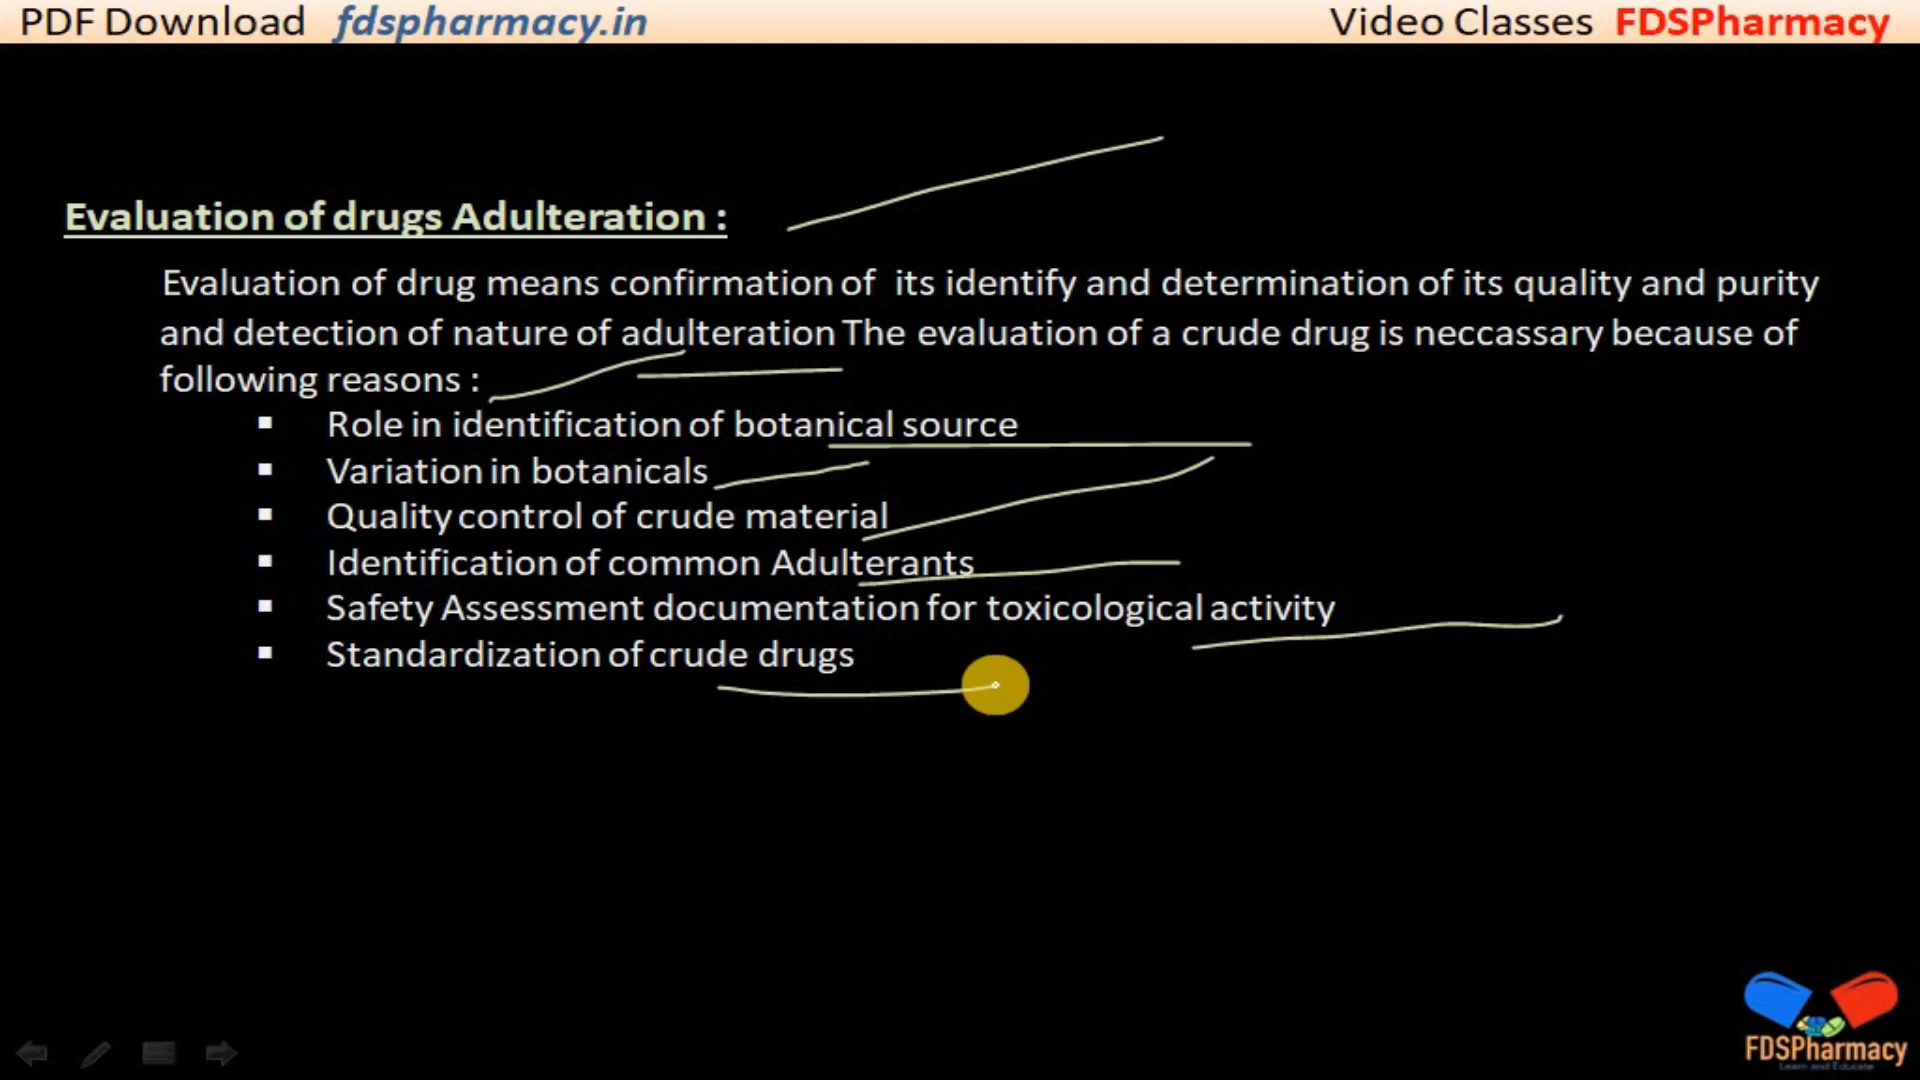 PDF Download fdspharmacy.in Video Classes FDSPharmacy
Evaluation of drugs Adulteration :
Evaluation of drug means confirmation of its identify and determination of its quality and purity
and detection of nature of adulteration The evaluation of a crude drug is neccassary because of
following reasons :
▪ Role in identification of botanical source
▪ Variation in botanicals
▪ Quality control of crude material
▪ Identification of common Adulterants
▪ Safety Assessment documentation for toxicological activity
▪ Standardization of crude drugs
FDSPharmacy
Learn and Educate